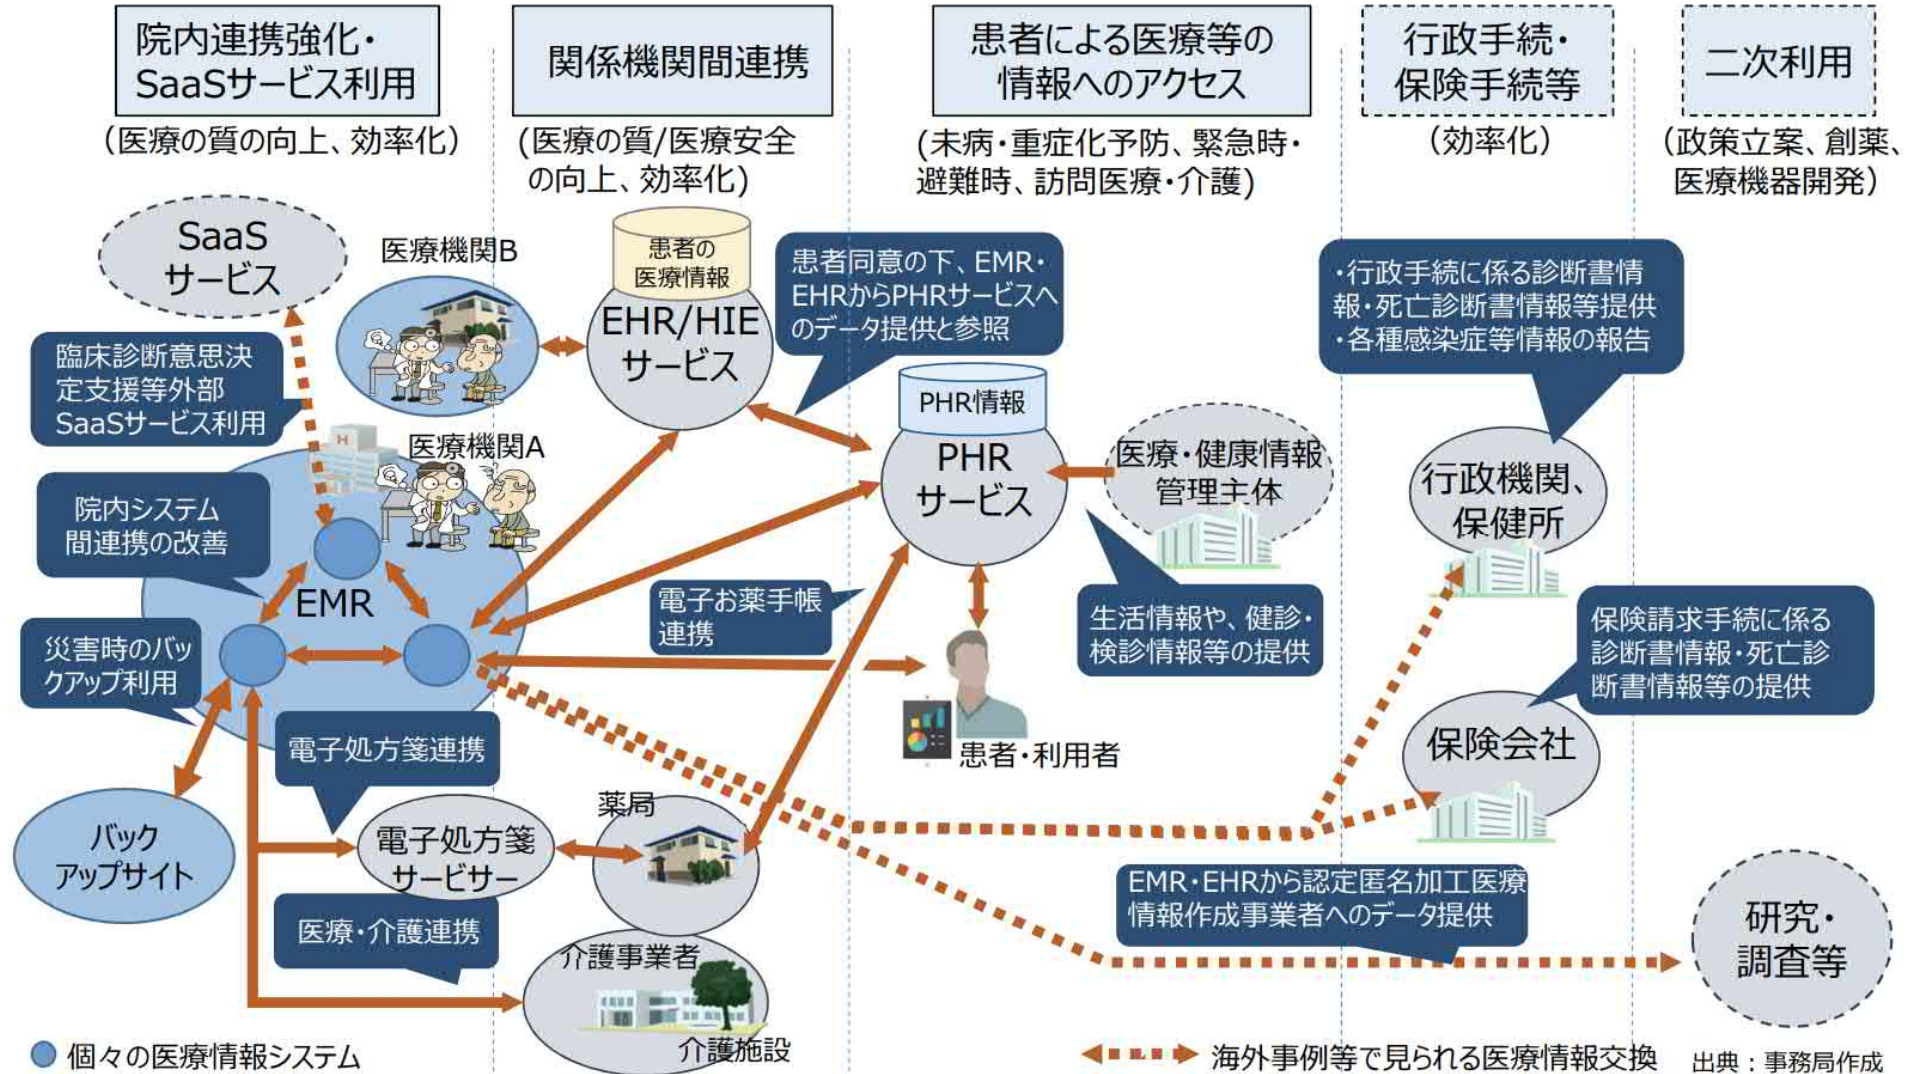 院内連携強化・
SaaSサービス利用
(医療の質の向上、効率化)
関係機関間連携
(医療の質/医療安全
の向上、効率化)
患者による医療等の
情報へのアクセス
(未病・重症化予防、緊急時・
避難時、訪問医療・介護)
行政手続・
保険手続等
(効率化)
二次利用
(政策立案、創薬、
医療機器開発)
SaaS
サービス
医療機関B
患者の
医療情報
EHR/HIE
サービス
患者同意の下、EMR・
EHRからPHRサービスへ
のデータ提供と参照
・行政手続に係る診断書情
報・死亡診断書情報等提供
・各種感染症等情報の報告
臨床診断意思決
定支援等外部
SaaSサービス利用
H
医療機関A
PHR情報
PHR
サービス
医療・健康情報
管理主体
行政機関、
保健所
院内システム
間連携の改善
EMR
電子お薬手帳
連携
生活情報や、健診・
検診情報等の提供
保険請求手続に係る
診断書情報・死亡診
断書情報等の提供
災害時のバッ
クアップ利用
電子処方箋連携
患者・利用者
保険会社
バック
アップサイト
電子処方箋
サービサー
薬局
EMR・EHRから認定匿名加工医療
情報作成事業者へのデータ提供
医療・介護連携
介護事業者
介護施設
研究・
調査等
個々の医療情報システム
海外事例等で見られる医療情報交換
出典：事務局作成